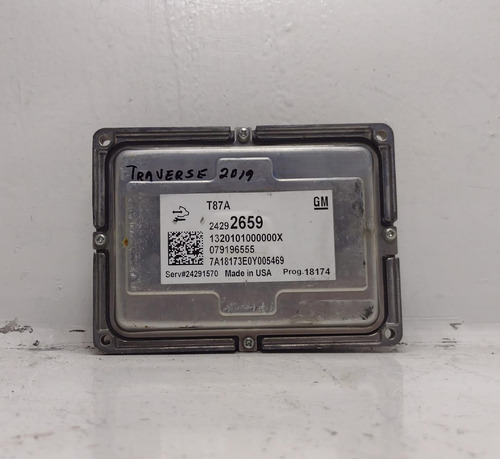 TRAVERSE 2019
T87A
GM
24292659
1320101000000X
079196555
7A18173E0Y005469
Serv#24291570 Made in USA Prog.18174